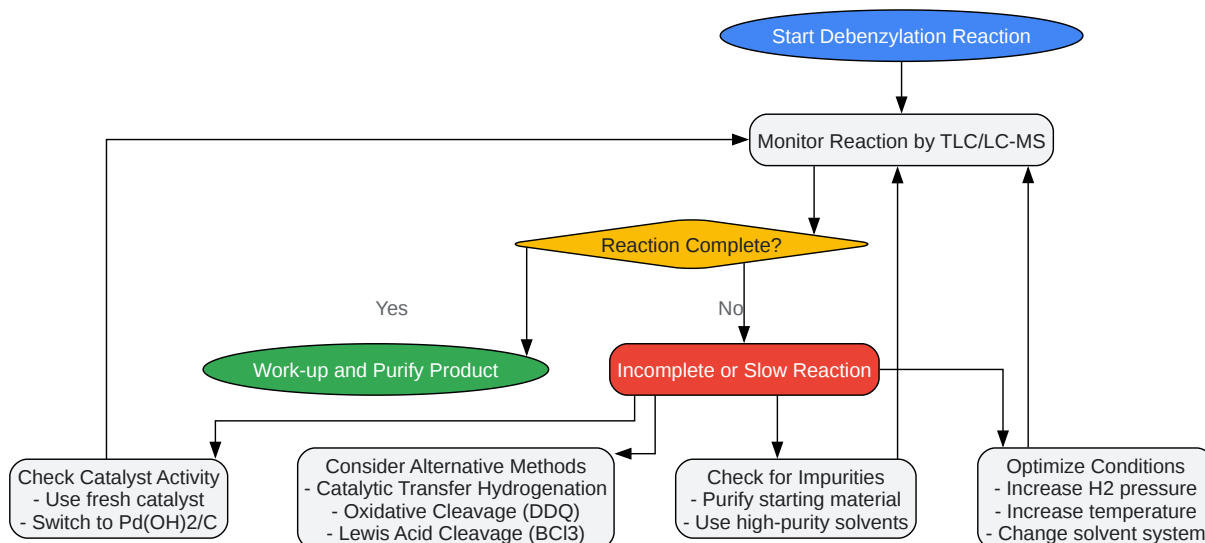 Start Debenzylation Reaction
Monitor Reaction by TLC/LC-MS
Reaction Complete?
Yes
No
Work-up and Purify Product
Incomplete or Slow Reaction
Check Catalyst Activity
- Use fresh catalyst
- Switch to Pd(OH)2/C
Consider Alternative Methods
- Catalytic Transfer Hydrogenation
- Oxidative Cleavage (DDQ)
- Lewis Acid Cleavage (BCl3)
Check for Impurities
- Purify starting material
- Use high-purity solvents
Optimize Conditions
- Increase H2 pressure
- Increase temperature
- Change solvent system